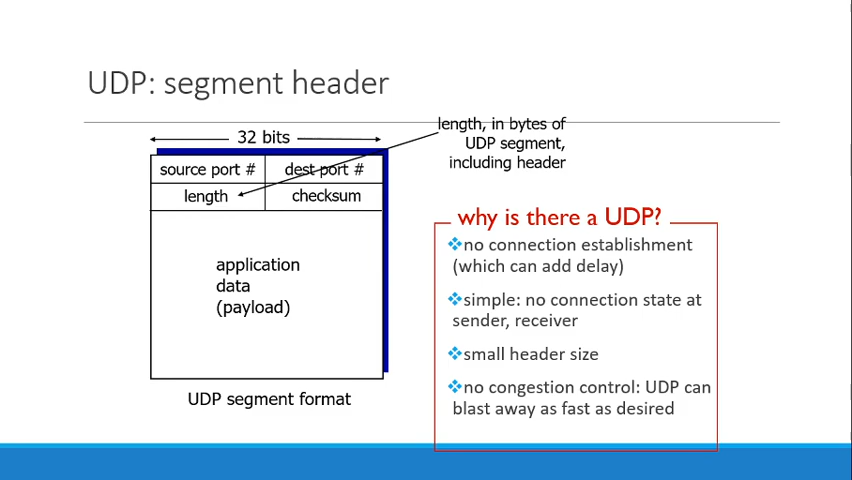 UDP: segment header
32 bits
length, in bytes of
UDP segment,
including header
source port #
dest port #
length
checksum
application
data
(payload)
UDP segment format
why is there a UDP?
❖no connection establishment
(which can add delay)
❖simple: no connection state at
sender, receiver
❖small header size
❖no congestion control: UDP can
blast away as fast as desired